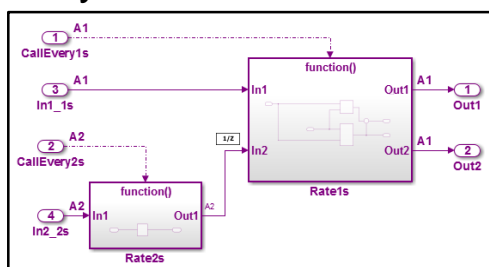 A1
1
CallEvery1s
A1
3
In1_1s
A2
2
CallEvery2s
A2
4
In2_2s
function()
In1
Out1
A2
Rate2s
1/Z
function()
In1
In2
Out1
Out2
Rate1s
A1
1
Out1
A1
2
Out2